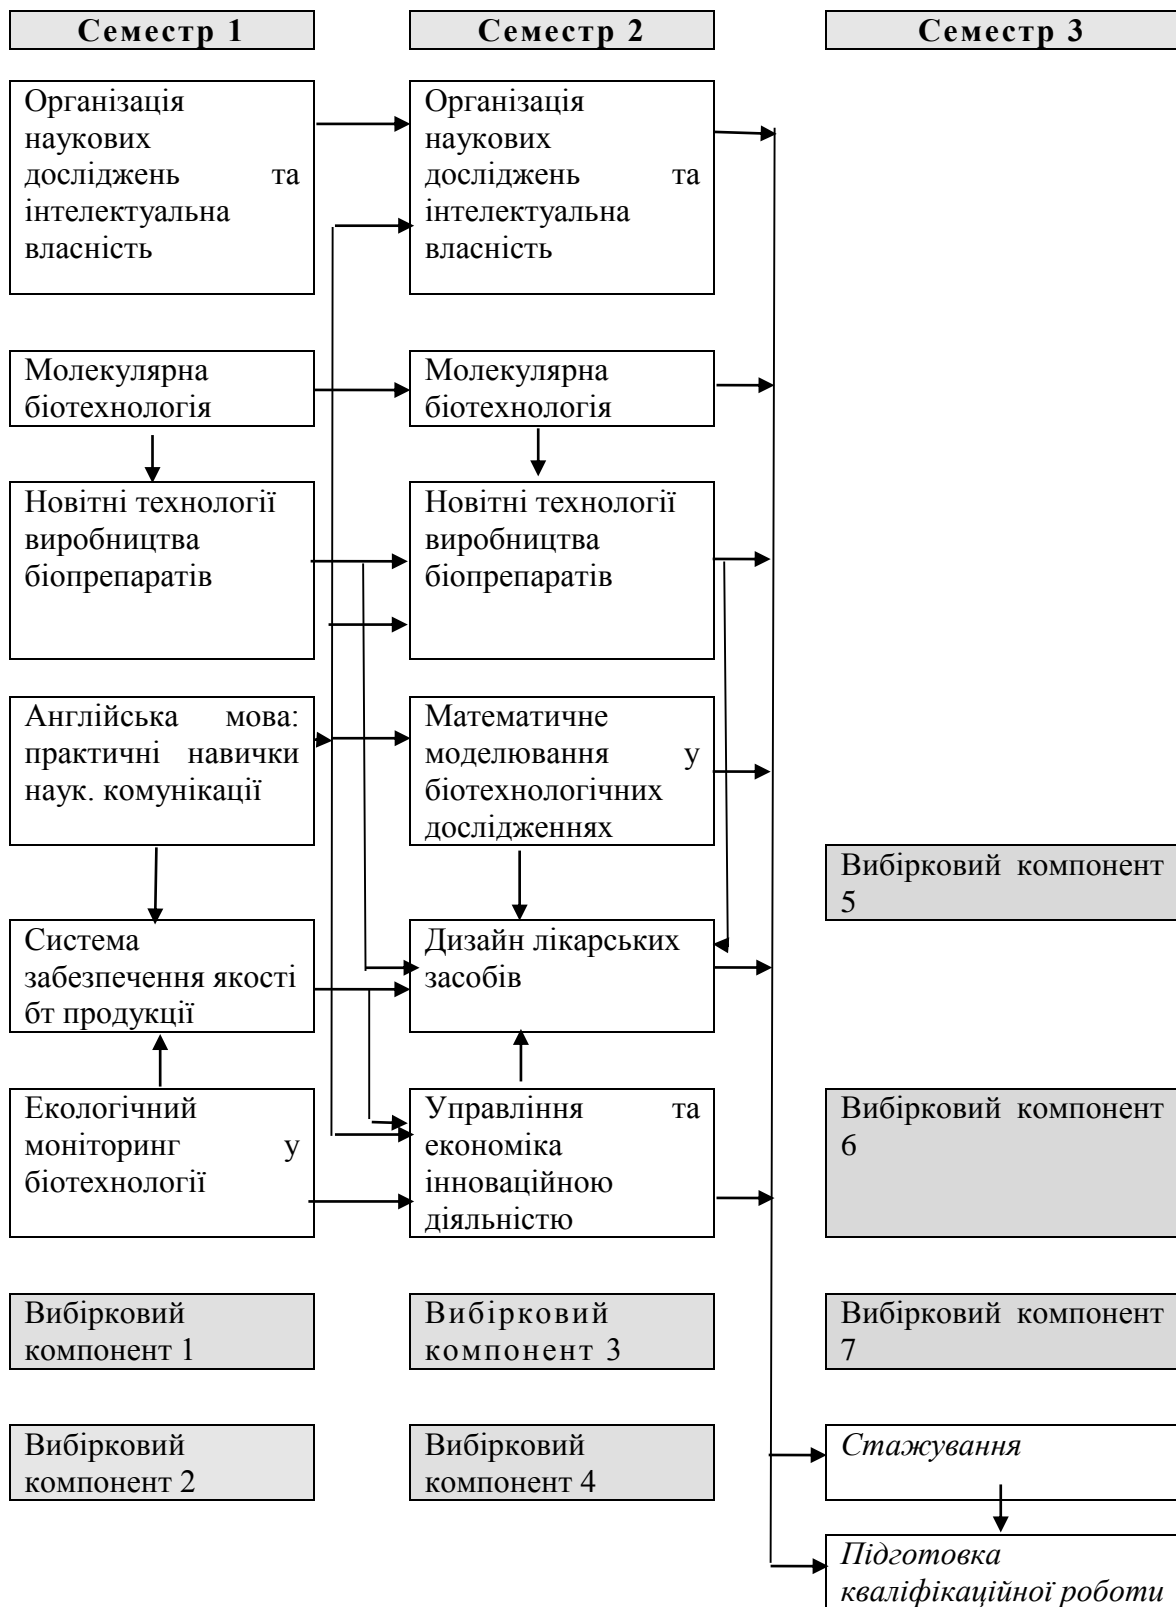 Семестр 1
Семестр 2
Семестр 3
Організація
наукових
досліджень та
інтелектуальна
власність
Організація
наукових
досліджень та
інтелектуальна
власність
Молекулярна
біотехнологія
Молекулярна
біотехнологія
Новітні технології
виробництва
біопрепаратів
Новітні технології
виробництва
біопрепаратів
Англійська мова:
практичні навички
наук. комунікації
Математичне
моделювання у
біотехнологічних
дослідженнях
Вибірковий компонент
5
Система
забезпечення якості
бт продукції
Дизайн лікарських
засобів
Екологічний
моніторинг у
біотехнології
Управління та
економіка
інноваційною
діяльністю
Вибірковий компонент
6
Вибірковий
компонент 1
Вибірковий
компонент 3
Вибірковий компонент
7
Вибірковий
компонент 2
Вибірковий
компонент 4
Стажування
Підготовка
кваліфікаційної роботи